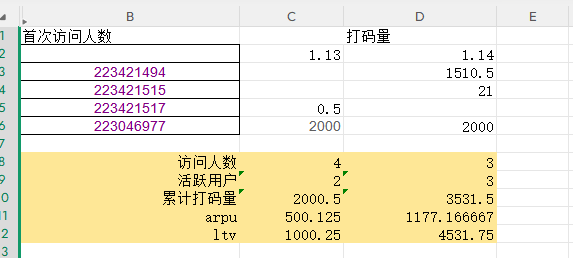 B C D E
1 首次访问人数 打码量
2 1.13 1.14
3 223421494 1510.5
4 223421515 21
5 223421517 0.5
6 223046977 2000 2000
7
8 访问人数 4 3
9 活跃用户 2 3
10 累计打码量 2000.5 3531.5
11 arpu 500.125 1177.166667
12 ltv 1000.25 4531.75